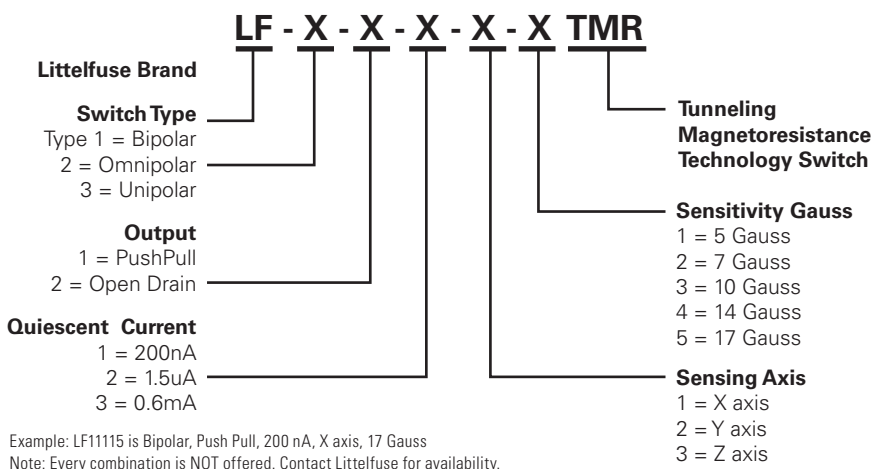 LF - X - X - X - X - X TMR
Littelfuse Brand
Switch Type
Type 1 = Bipolar
2 = Omnipolar
3 = Unipolar
Output
1 = PushPull
2 = Open Drain
Quiescent Current
1 = 200nA
2 = 1.5uA
3 = 0.6mA
Tunneling
Magnetoresistance
Technology Switch
Sensitivity Gauss
1 = 5 Gauss
2 = 7 Gauss
3 = 10 Gauss
4 = 14 Gauss
5 = 17 Gauss
Sensing Axis
1 = X axis
2 = Y axis
3 = Z axis
Example: LF11115 is Bipolar, Push Pull, 200 nA, X axis, 17 Gauss
Note: Every combination is NOT offered. Contact Littelfuse for availability.